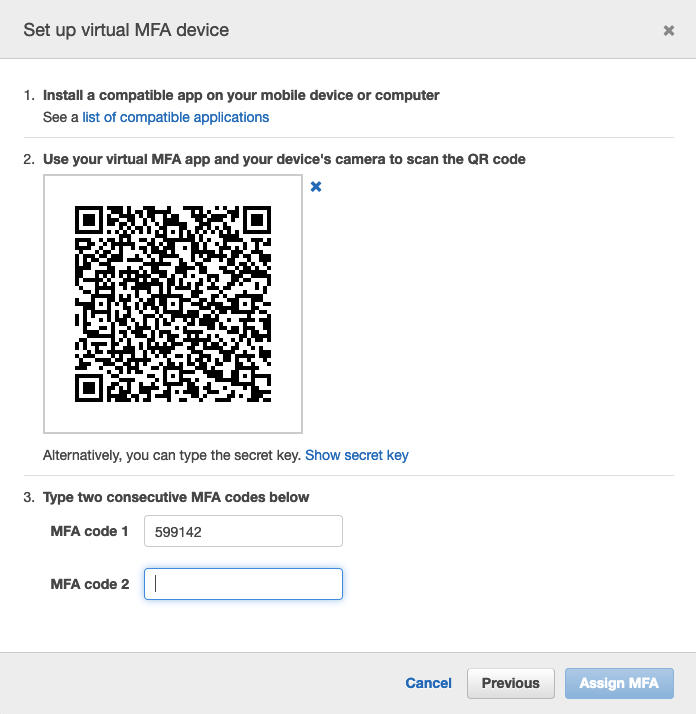 Set up virtual MFA device
1. Install a compatible app on your mobile device or computer
See a list of compatible applications
2. Use your virtual MFA app and your device's camera to scan the QR code
Alternatively, you can type the secret key. Show secret key
3. Type two consecutive MFA codes below
MFA code 1 599142
MFA code 2
Cancel Previous Assign MFA